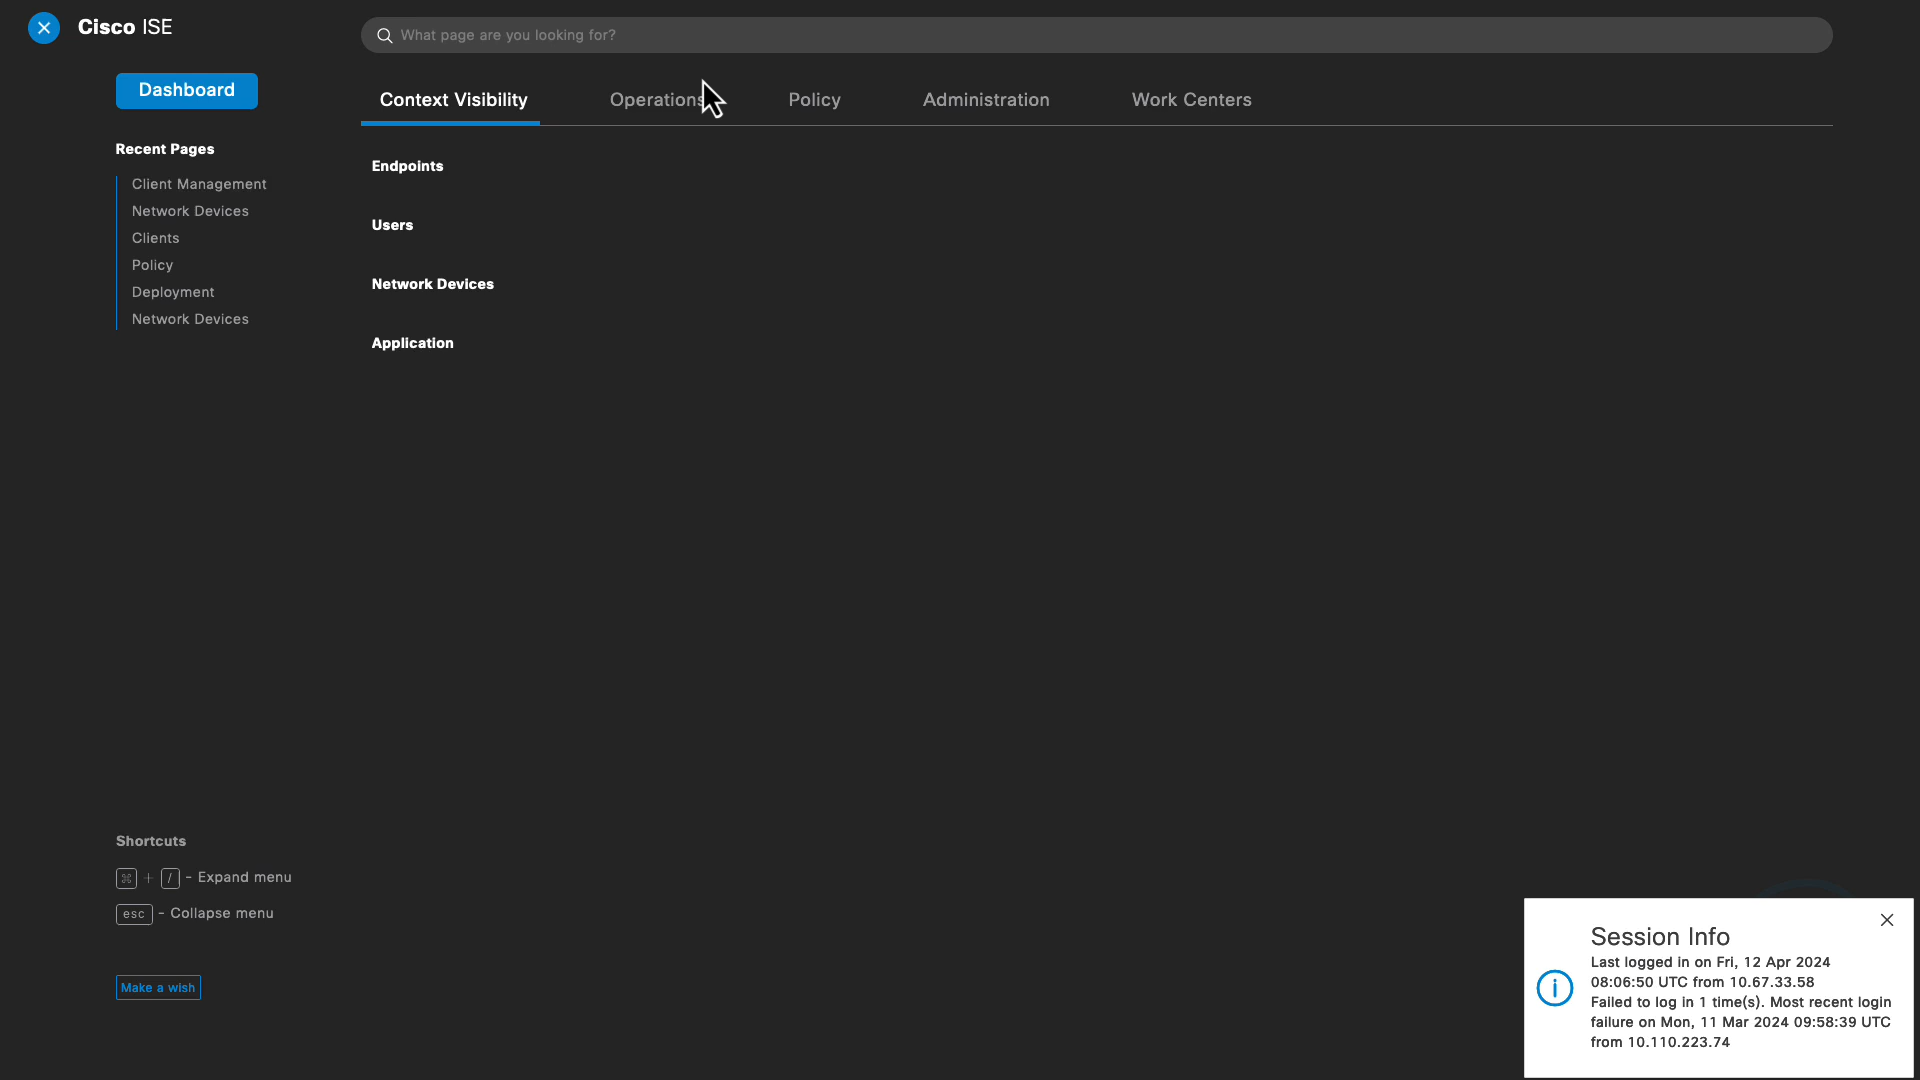 Cisco ISE
What page are you looking for?
Dashboard
Context Visibility
Operations
Policy
Administration
Work Centers
Recent Pages
Client Management
Network Devices
Clients
Policy
Deployment
Network Devices
Endpoints
Users
Network Devices
Application
Shortcuts
⌘ + / - Expand menu
esc - Collapse menu
Make a wish
Session Info
Last logged in on Fri, 12 Apr 2024
08:06:50 UTC from 10.67.33.58
Failed to log in 1 time(s). Most recent login
failure on Mon, 11 Mar 2024 09:58:39 UTC
from 10.110.223.74